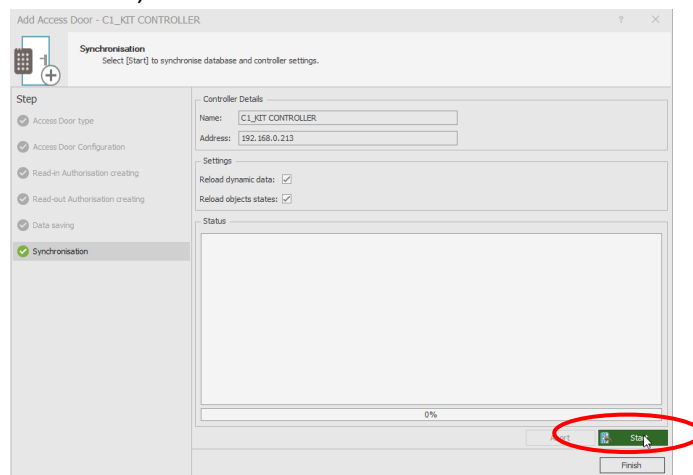 Add Access Door - C1_KIT CONTROLLER
Synchronisation
Select [Start] to synchronise database and controller settings.
Step
Access Door type
Access Door Configuration
Read-in Authorisation creating
Read-out Authorisation creating
Data saving
Synchronisation
Controller Details
Name: C1_KIT CONTROLLER
Address: 192.168.0.213
Settings
Reload dynamic data:
Reload objects states:
Status
0%
Start
Finish